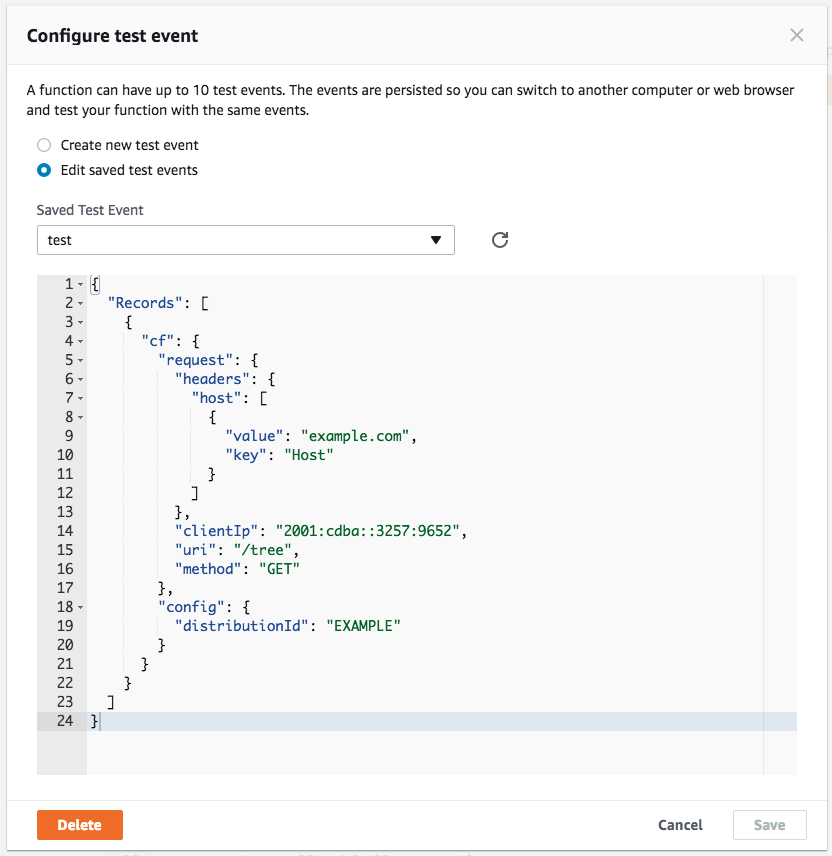 Configure test event
A function can have up to 10 test events. The events are persisted so you can switch to another computer or web browser
and test your function with the same events.
Create new test event
Edit saved test events
Saved Test Event
test
1 {
2 "Records": [
3 {
4 "cf": {
5 "request": {
6 "headers": {
7 "host": [
8 {
9 "value": "example.com",
10 "key": "Host"
11 }
12 ]
13 },
14 "clientIp": "2001:cdba::3257:9652",
15 "uri": "/tree",
16 "method": "GET"
17 },
18 "config": {
19 "distributionId": "EXAMPLE"
20 }
21 }
22 }
23 ]
24 }
Delete
Cancel
Save